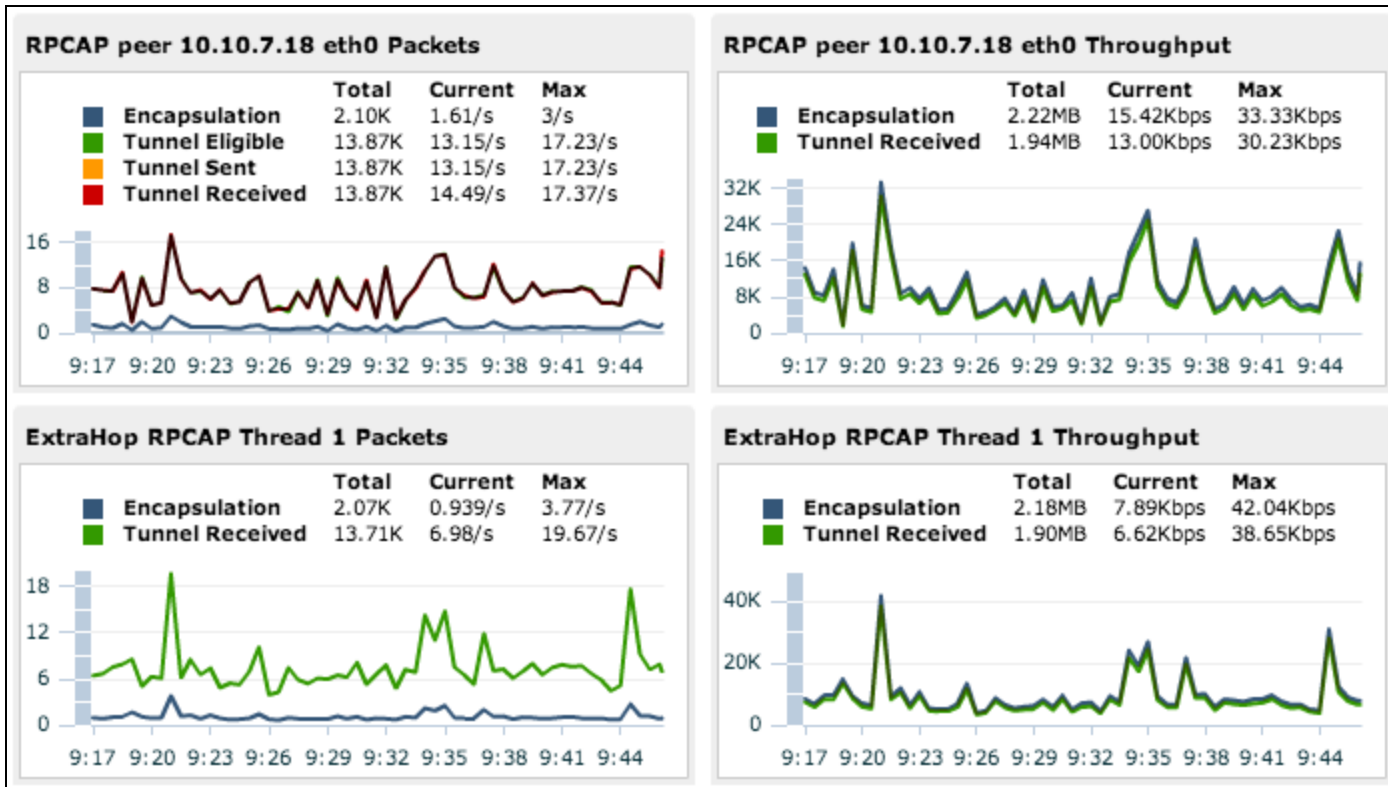 RPCAP peer 10.10.7.18 eth0 Packets
Total Current Max
Encapsulation 2.10K 1.61/s 3/s
Tunnel Eligible 13.87K 13.15/s 17.23/s
Tunnel Sent 13.87K 13.15/s 17.23/s
Tunnel Received 13.87K 14.49/s 17.37/s
16
8
0
9:17 9:20 9:23 9:26 9:29 9:32 9:35 9:38 9:41 9:44
RPCAP peer 10.10.7.18 eth0 Throughput
Total Current Max
Encapsulation 2.22MB 15.42Kbps 33.33Kbps
Tunnel Received 1.94MB 13.00Kbps 30.23Kbps
32K
24K
16K
8K
0
9:17 9:20 9:23 9:26 9:29 9:32 9:35 9:38 9:41 9:44
ExtraHop RPCAP Thread 1 Packets
Total Current Max
Encapsulation 2.07K 0.939/s 3.77/s
Tunnel Received 13.71K 6.98/s 19.67/s
18
12
6
0
9:17 9:20 9:23 9:26 9:29 9:32 9:35 9:38 9:41 9:44
ExtraHop RPCAP Thread 1 Throughput
Total Current Max
Encapsulation 2.18MB 7.89Kbps 42.04Kbps
Tunnel Received 1.90MB 6.62Kbps 38.65Kbps
40K
20K
0
9:17 9:20 9:23 9:26 9:29 9:32 9:35 9:38 9:41 9:44